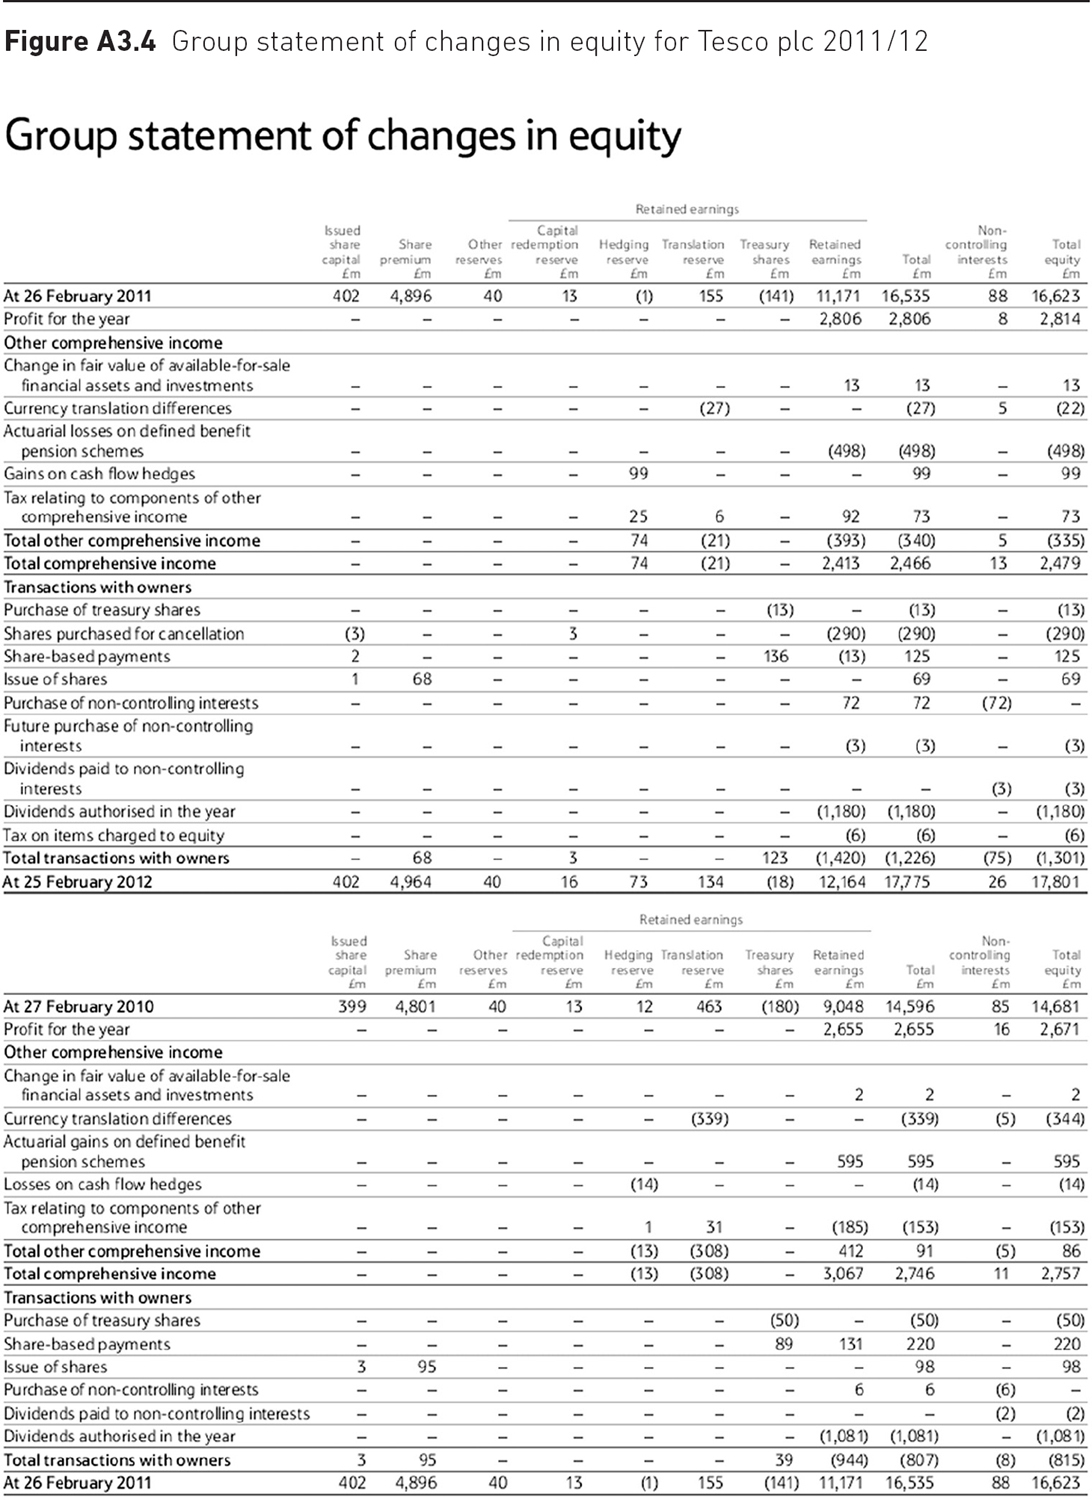 Figure A3.4 Group statement of changes in equity for Tesco plc 2011/12
Group statement of changes in equity
Retained earnings
Issued share capital £m Share premium £m Other reserves £m Capital redemption reserve £m Hedging reserve £m Translation reserve £m Treasury shares £m Retained earnings £m Total £m Non-controlling interests £m Total equity £m
At 26 February 2011 402 4,896 40 13 (1) 155 (141) 11,171 16,535 88 16,623
Profit for the year – – – – – – – 2,806 2,806 8 2,814
Other comprehensive income
Change in fair value of available-for-sale
financial assets and investments – – – – – – – 13 13 – 13
Currency translation differences – – – – – (27) – – (27) 5 (22)
Actuarial losses on defined benefit
pension schemes – – – – – – – (498) (498) – (498)
Gains on cash flow hedges – – – – 99 – – – 99 – 99
Tax relating to components of other
comprehensive income – – – – 25 6 – 92 73 – 73
Total other comprehensive income – – – – 74 (21) – (393) (340) 5 (335)
Total comprehensive income – – – – 74 (21) – 2,413 2,466 13 2,479
Transactions with owners
Purchase of treasury shares – – – – – – (13) – (13) – (13)
Shares purchased for cancellation (3) – – 3 – – – (290) (290) – (290)
Share-based payments 2 – – – – – 136 (13) 125 – 125
Issue of shares 1 68 – – – – – – 69 – 69
Purchase of non-controlling interests – – – – – – – 72 72 (72) –
Future purchase of non-controlling
interests – – – – – – – (3) (3) – (3)
Dividends paid to non-controlling
interests – – – – – – – – – (3) (3)
Dividends authorised in the year – – – – – – – (1,180) (1,180) – (1,180)
Tax on items charged to equity – – – – – – – (6) (6) – (6)
Total transactions with owners – 68 – 3 – – 123 (1,420) (1,226) (75) (1,301)
At 25 February 2012 402 4,964 40 16 73 134 (18) 12,164 17,775 26 17,801
Retained earnings
Issued share capital £m Share premium £m Other reserves £m Capital redemption reserve £m Hedging reserve £m Translation reserve £m Treasury shares £m Retained earnings £m Total £m Non-controlling interests £m Total equity £m
At 27 February 2010 399 4,801 40 13 12 463 (180) 9,048 14,596 85 14,681
Profit for the year – – – – – – – 2,655 2,655 16 2,671
Other comprehensive income
Change in fair value of available-for-sale
financial assets and investments – – – – – – – 2 2 – 2
Currency translation differences – – – – – (339) – – (339) (5) (344)
Actuarial gains on defined benefit
pension schemes – – – – – – – 595 595 – 595
Losses on cash flow hedges – – – – (14) – – – (14) – (14)
Tax relating to components of other
comprehensive income – – – – 1 31 – (185) (153) – (153)
Total other comprehensive income – – – – (13) (308) – 412 91 (5) 86
Total comprehensive income – – – – (13) (308) – 3,067 2,746 11 2,757
Transactions with owners
Purchase of treasury shares – – – – – – (50) – (50) – (50)
Share-based payments – – – – – – 89 131 220 – 220
Issue of shares 3 95 – – – – – – 98 – 98
Purchase of non-controlling interests – – – – – – – 6 6 (6) –
Dividends paid to non-controlling interests – – – – – – – – – (2) (2)
Dividends authorised in the year – – – – – – – (1,081) (1,081) – (1,081)
Total transactions with owners 3 95 – – – – 39 (944) (807) (8) (815)
At 26 February 2011 402 4,896 40 13 (1) 155 (141) 11,171 16,535 88 16,623